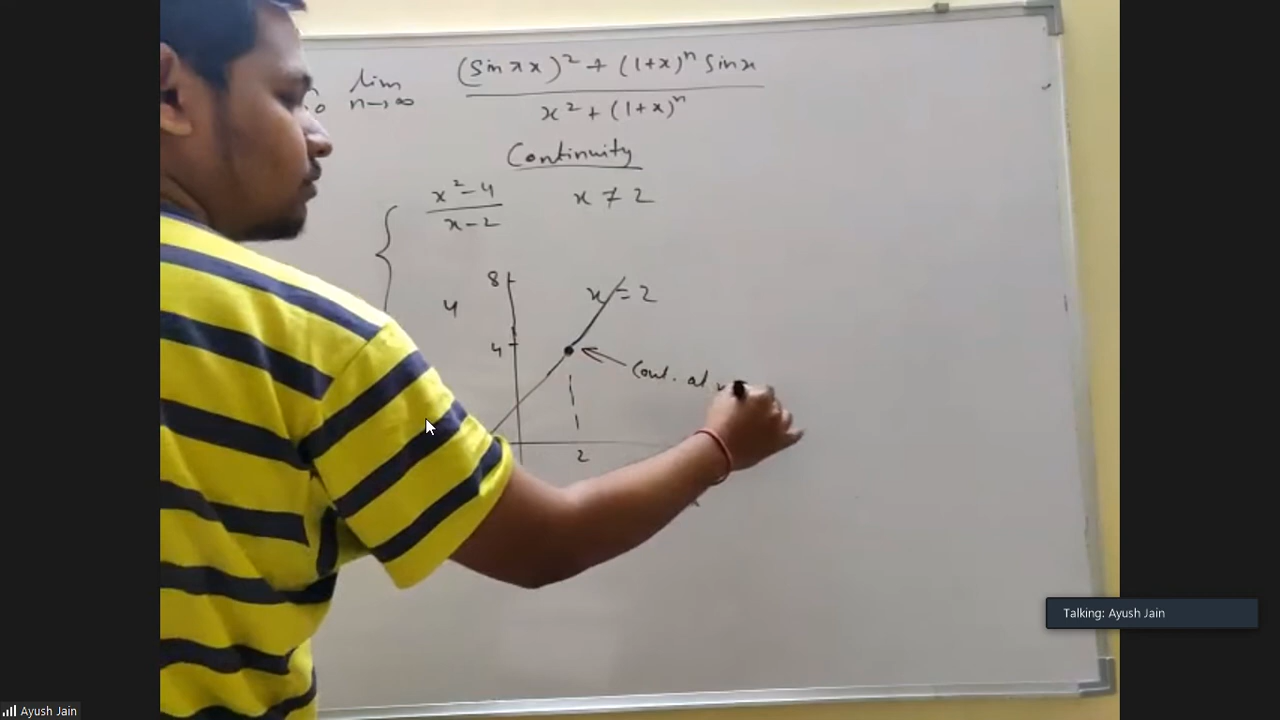 lim n→∞ (sin πx)² + (1+x)ⁿ sin x
x² + (1+x)ⁿ
Continuity
x²-4
x-2
x ≠ 2
8
4
x = 2
4
Cont. at
2
Talking: Ayush Jain
Ayush Jain